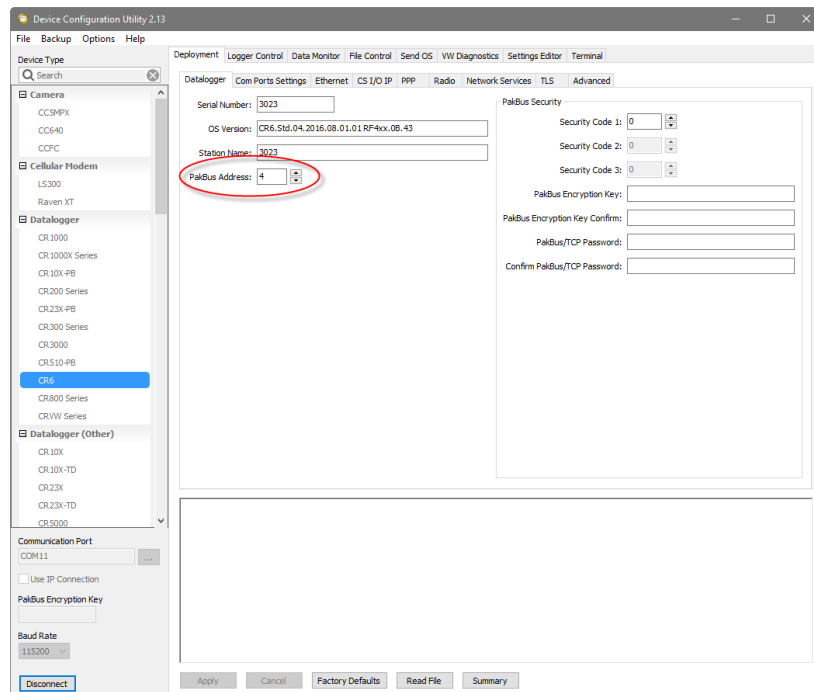 Device Configuration Utility 2.13
File Backup Options Help
Device Type
Search
Camera
CC5MPX
CC640
CCFC
Cellular Modem
LS300
Raven XT
Datalogger
CR1000
CR1000X Series
CR10X-PB
CR200 Series
CR23X-PB
CR300 Series
CR3000
CR510-PB
CR6
CR800 Series
CRVW Series
Datalogger (Other)
CR10X
CR10X-TD
CR23X
CR23X-TD
CR5000
Communication Port
COM11
...
Use IP Connection
PakBus Encryption Key
Baud Rate
115200
Disconnect
Deployment Logger Control Data Monitor File Control Send OS VW Diagnostics Settings Editor Terminal
Datalogger Com Ports Settings Ethernet CS I/O IP PPP Radio Network Services TLS Advanced
Serial Number: 3023
OS Version: CR6.Std.04.2016.08.01.01 RF4xx.0B.43
Station Name: 3023
PakBus Address: 4
PakBus Security
Security Code 1: 0
Security Code 2: 0
Security Code 3: 0
PakBus Encryption Key:
PakBus Encryption Key Confirm:
PakBus/TCP Password:
Confirm PakBus/TCP Password:
Apply Cancel Factory Defaults Read File Summary